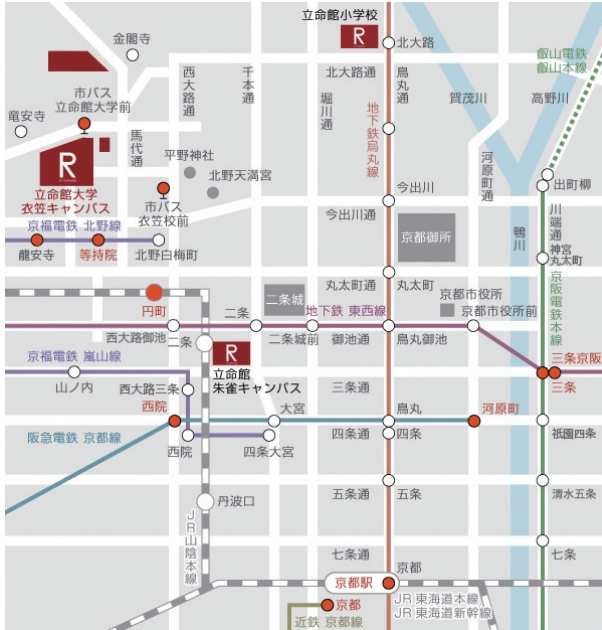 立命館小学校
R
北大路
金閣寺
西大路通
千本通
北大路通
堀川通
烏丸通
地下鉄烏丸線
賀茂川
高野川
叡山電鉄
叡山本線
市バス
立命館大学前
竜安寺
馬代通
平野神社
北野天満宮
R
立命館大学
衣笠キャンパス
市バス
衣笠校前
今出川
今出川通
河原町通
出町柳
京都御所
鴨川
川端通
神宮
丸太町
京福電鉄 北野線
龍安寺
等持院
北野白梅町
丸太町通
丸太町
二条城
京都市役所
京都市役所前
京阪電鉄本線
円町
二条
地下鉄 東西線
西大路御池
二条
二条城前
御池通
烏丸御池
R
立命館
朱雀キャンパス
京福電鉄 嵐山線
山ノ内
西大路三条
三条通
三条京阪
三条
西院
大宮
烏丸
河原町
阪急電鉄 京都線
西院
四条大宮
四条通
四条
祇園四条
丹波口
五条通
五条
清水五条
JR山陰本線
七条通
七条
京都
京都駅
JR東海道本線
JR東海道新幹線
京都
近鉄 京都線